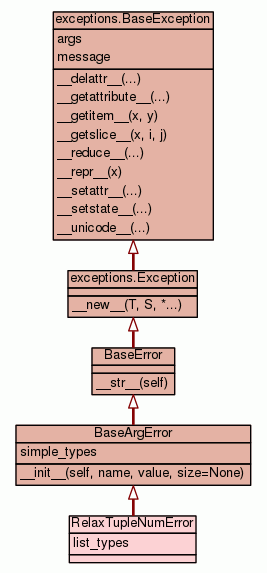 exceptions.BaseException
args
message
__delattr__(...)
__getattribute__(...)
__getitem__(x, y)
__getslice__(x, i, j)
__reduce__(...)
__repr__(x)
__setattr__(...)
__setstate__(...)
__unicode__(...)
exceptions.Exception
__new__(T, S, *...)
BaseError
__str__(self)
BaseArgError
simple_types
__init__(self, name, value, size=None)
RelaxTupleNumError
list_types